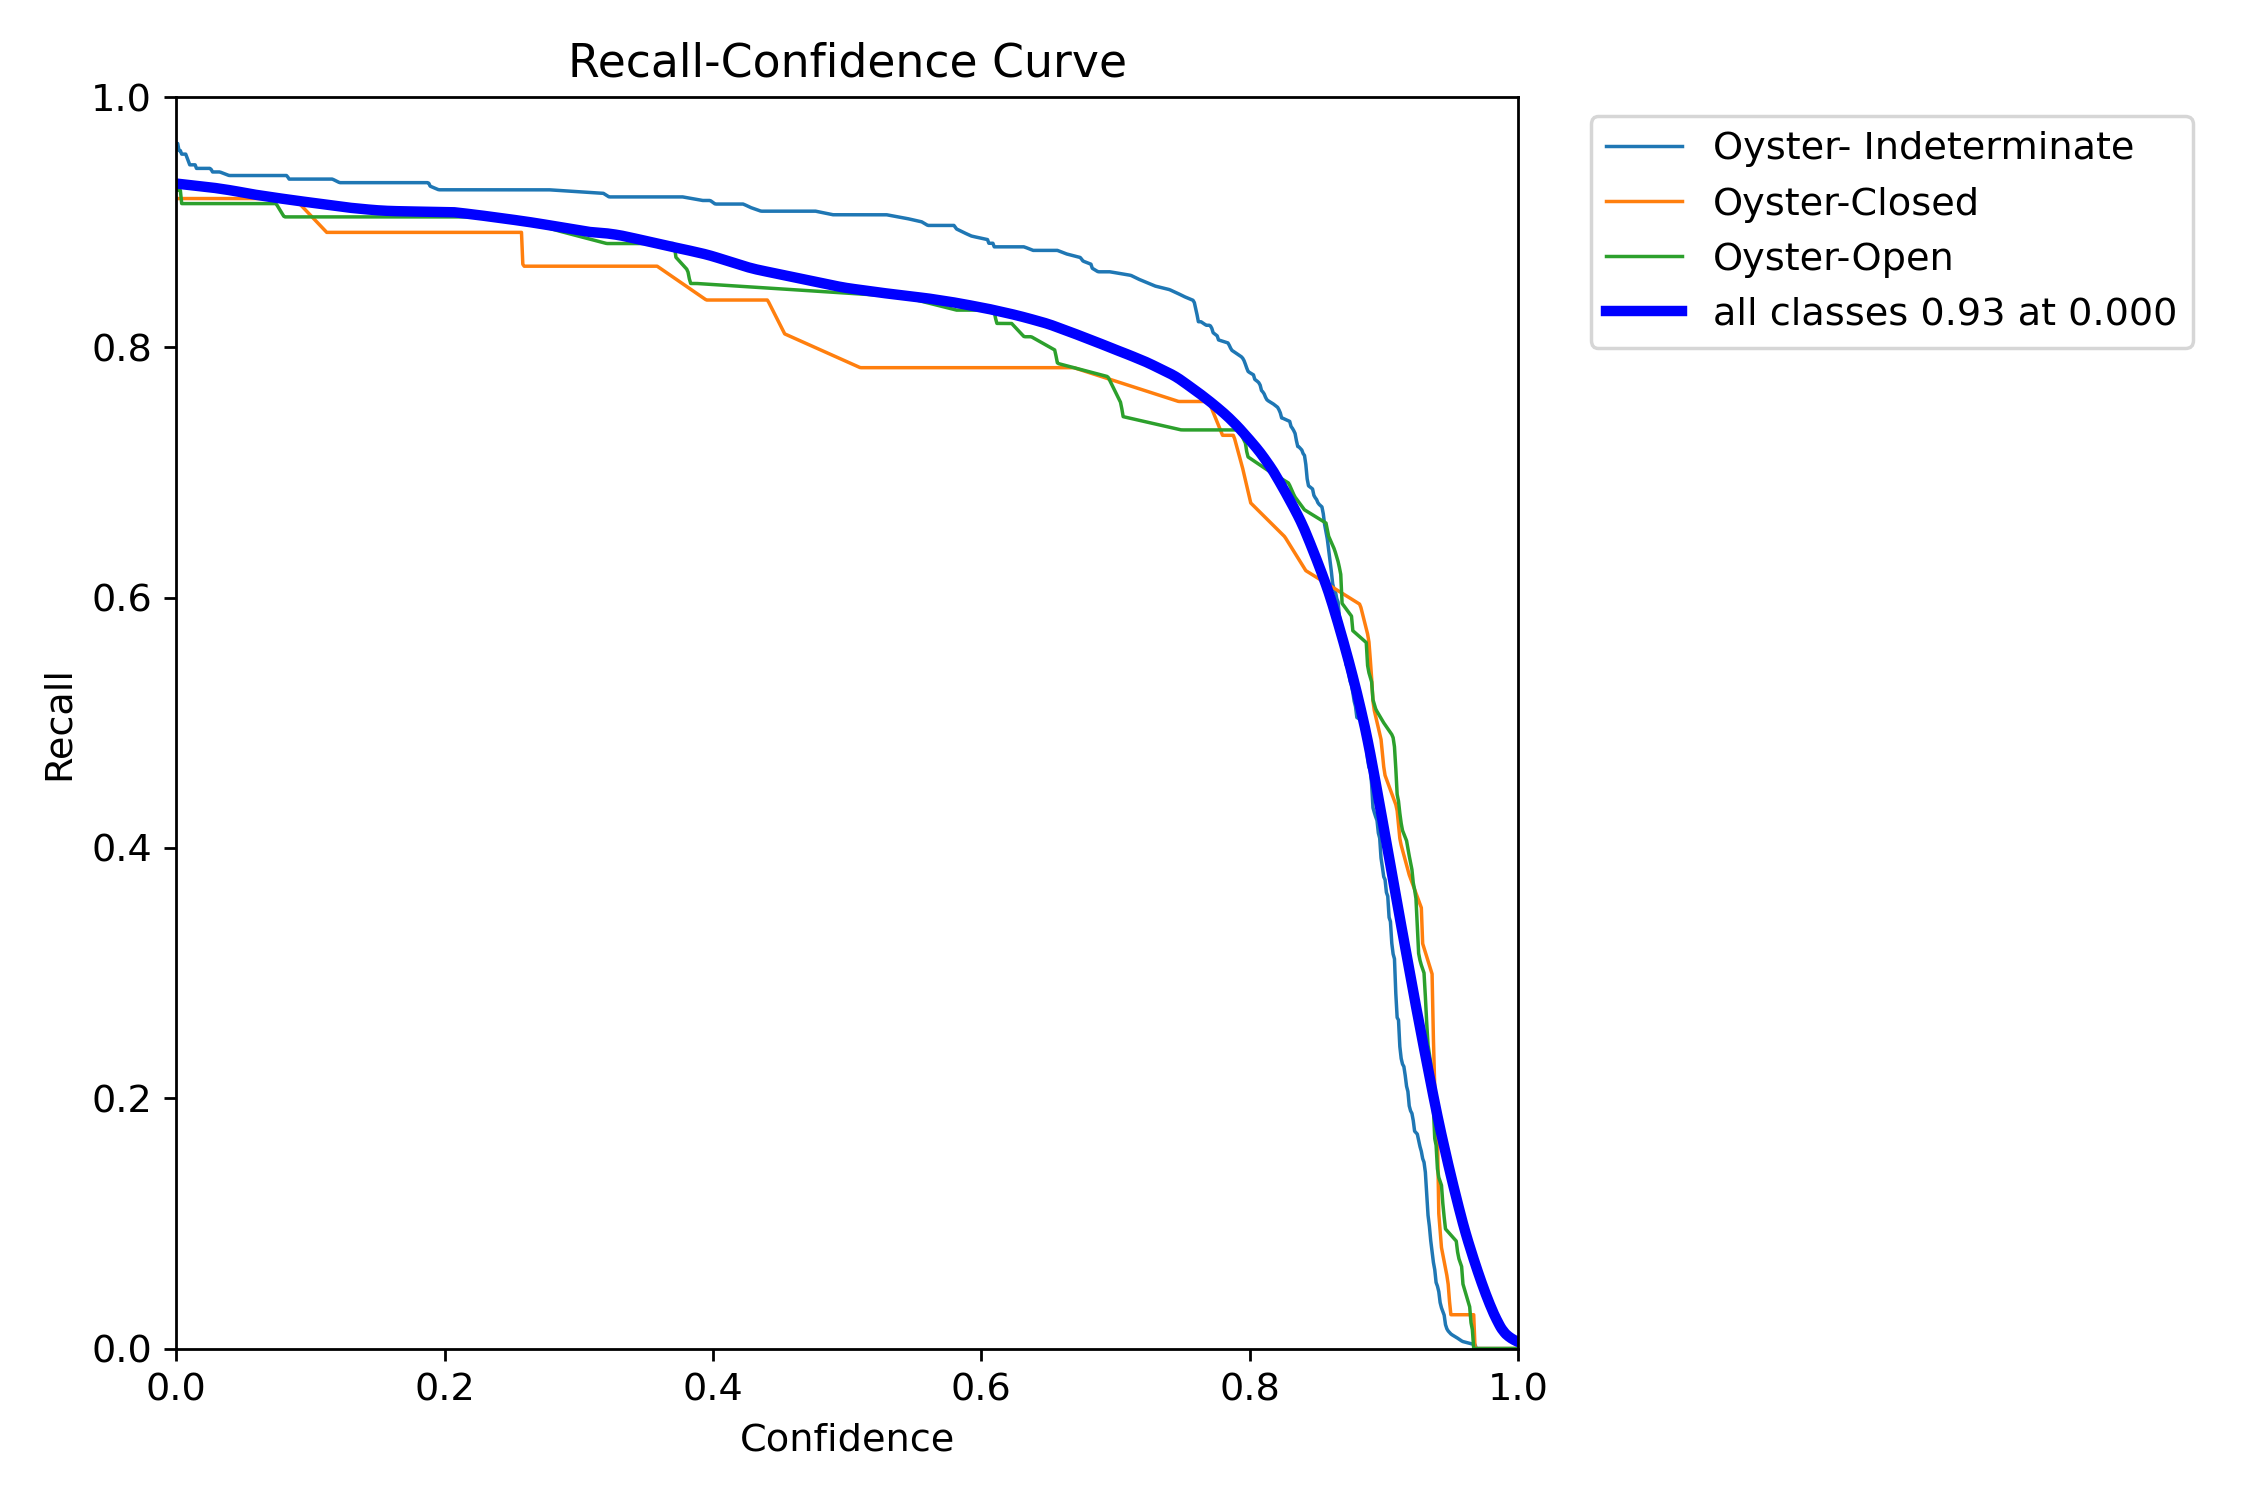 Recall-Confidence Curve
1.0
0.8
0.6
0.4
0.2
0.0
Recall
0.0 0.2 0.4 0.6 0.8 1.0
Confidence
Oyster- Indeterminate
Oyster-Closed
Oyster-Open
all classes 0.93 at 0.000